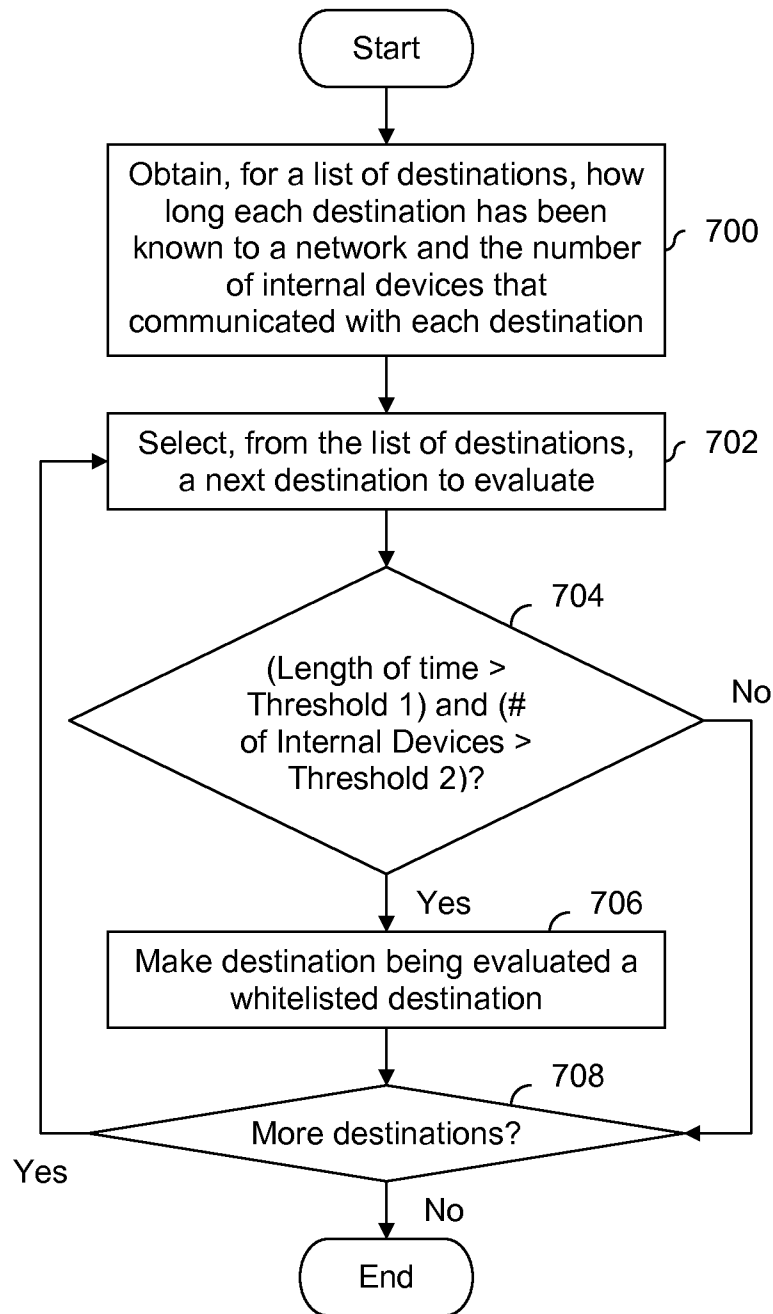 Start
Obtain, for a list of destinations, how
long each destination has been
known to a network and the number
of internal devices that
communicated with each destination
700
Select, from the list of destinations,
a next destination to evaluate
702
704
(Length of time >
Threshold 1) and (#
of Internal Devices >
Threshold 2)?
No
Yes
706
Make destination being evaluated a
whitelisted destination
708
More destinations?
Yes
No
End